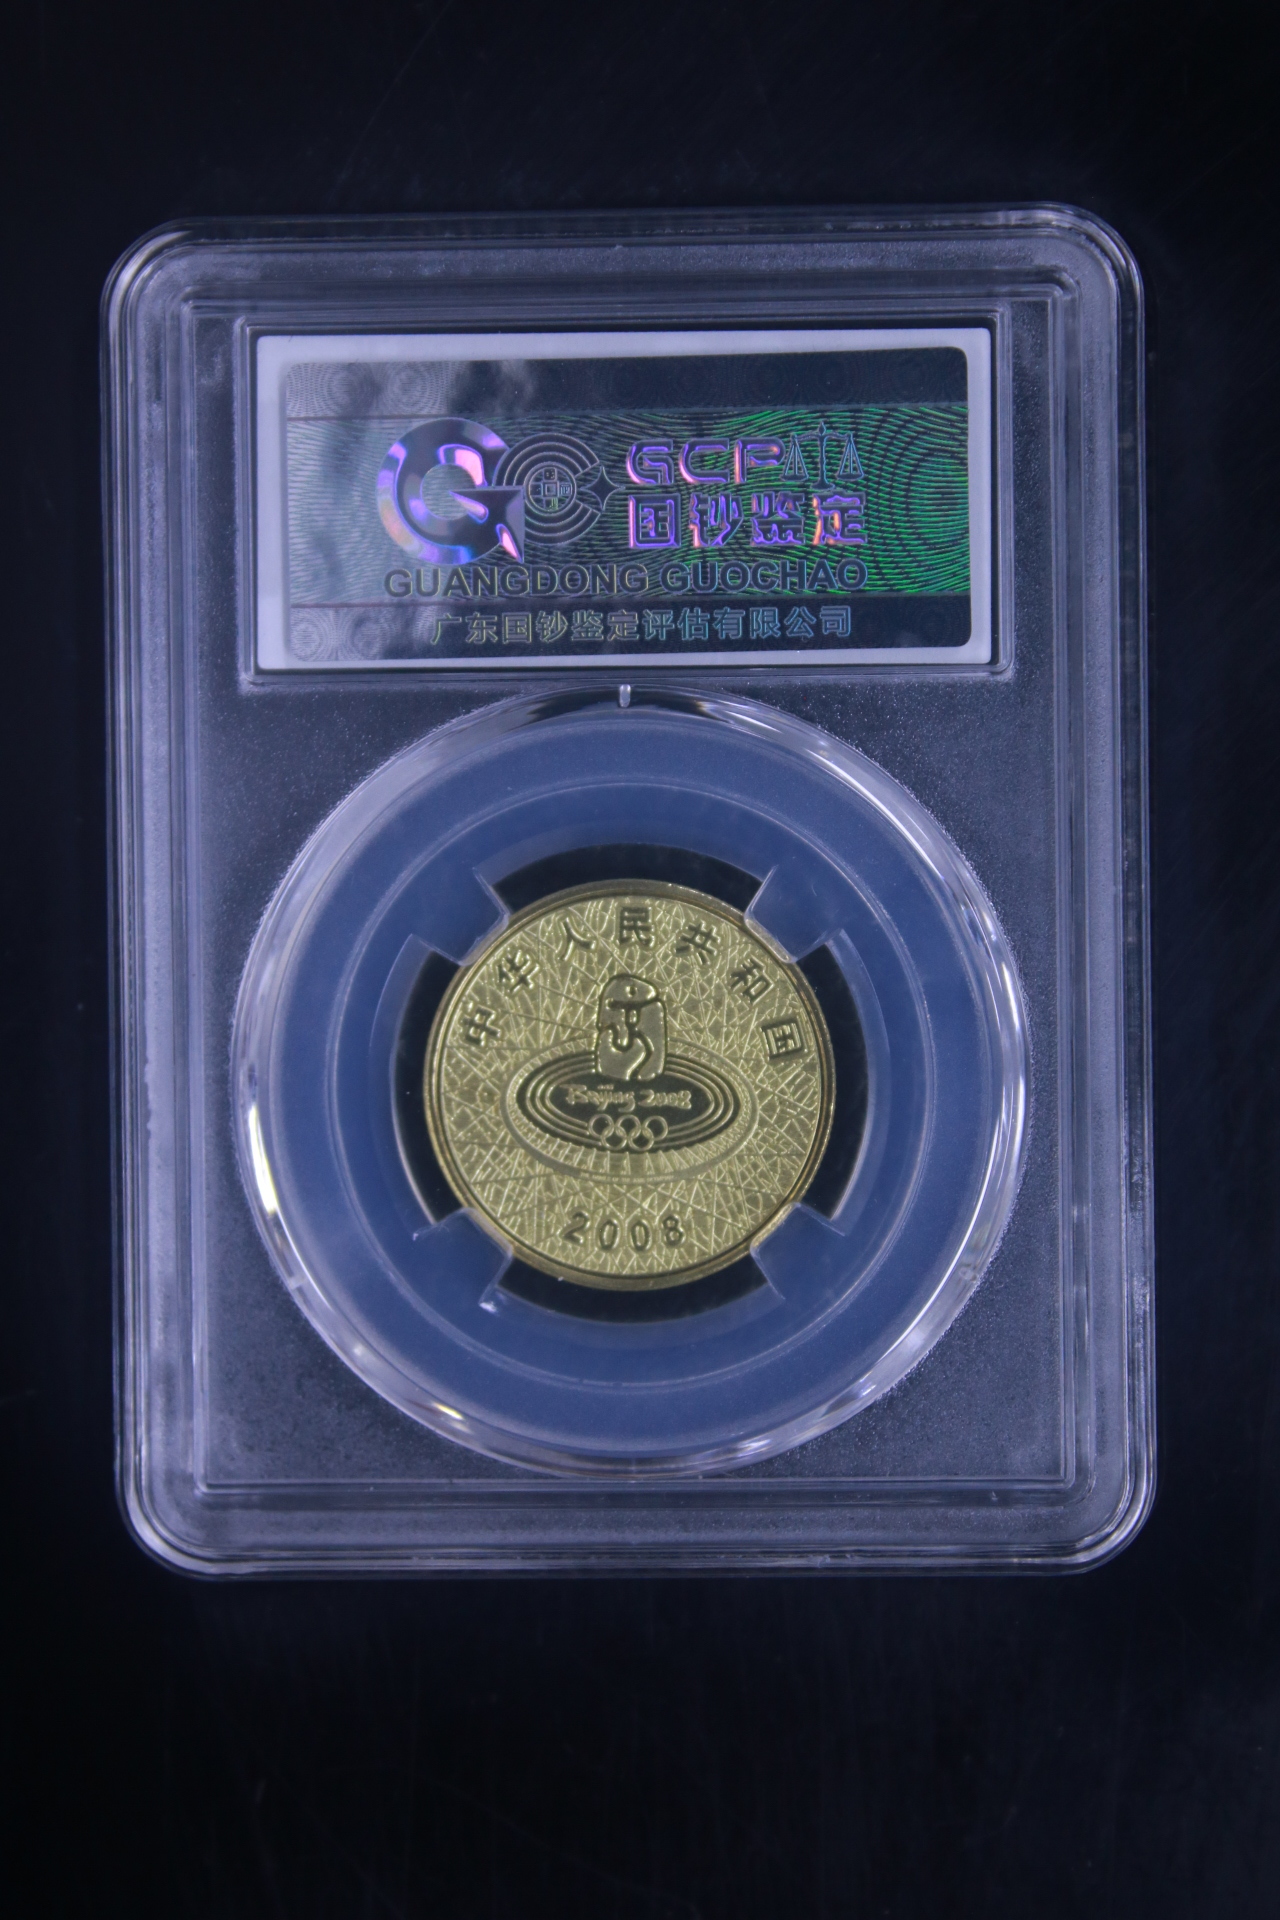 GCP
国钞鉴定
GUANGDONG GUOCHAO
广东国钞鉴定评估有限公司
中华人民共和国
Beijing 2008
2008